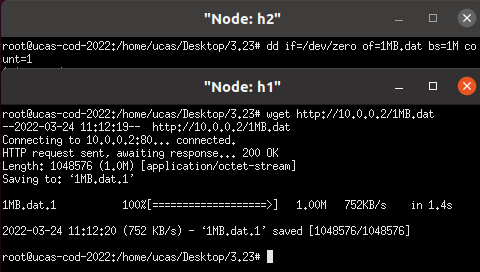 "Node: h2"
root@ucas-cod-2022:/home/ucas/Desktop/3.23# dd if=/dev/zero of=1MB.dat bs=1M co
unt=1
"Node: h1"
root@ucas-cod-2022:/home/ucas/Desktop/3.23# wget http://10.0.0.2/1MB.dat
--2022-03-24 11:12:19--  http://10.0.0.2/1MB.dat
Connecting to 10.0.0.2:80... connected.
HTTP request sent, awaiting response... 200 OK
Length: 1048576 (1.0M) [application/octet-stream]
Saving to: ‘1MB.dat.1’
1MB.dat.1           100%[===================>]   1.00M   752KB/s    in 1.4s
2022-03-24 11:12:20 (752 KB/s) - ‘1MB.dat.1’ saved [1048576/1048576]
root@ucas-cod-2022:/home/ucas/Desktop/3.23#